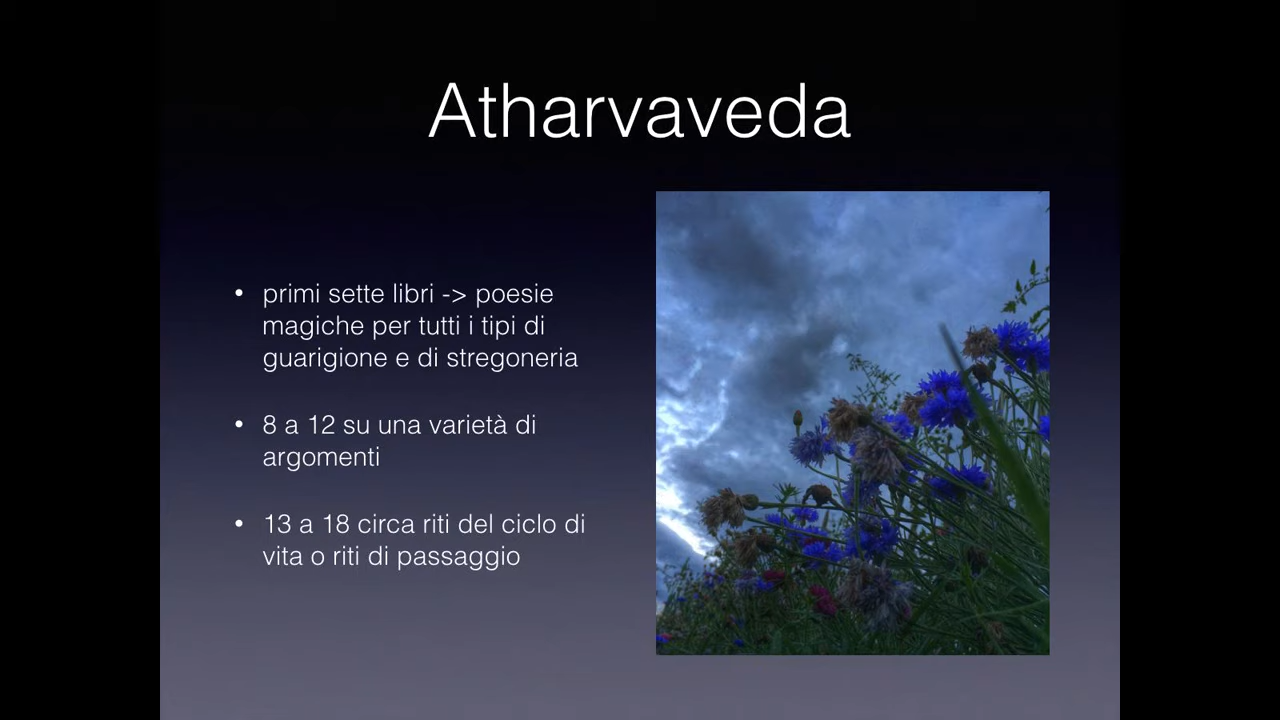 Atharvaveda
• primi sette libri -> poesie
magiche per tutti i tipi di
guarigione e di stregoneria
• 8 a 12 su una varietà di
argomenti
• 13 a 18 circa riti del ciclo di
vita o riti di passaggio